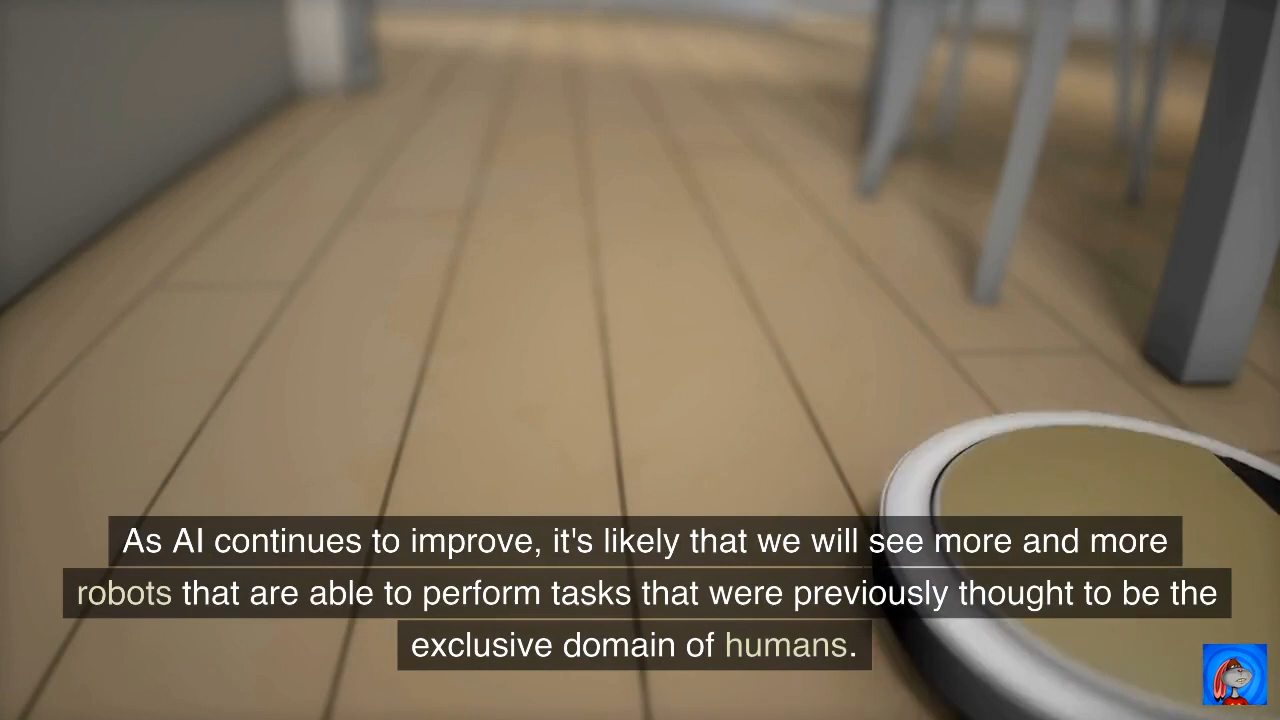 As AI continues to improve, it's likely that we will see more and more
robots that are able to perform tasks that were previously thought to be the
exclusive domain of humans.